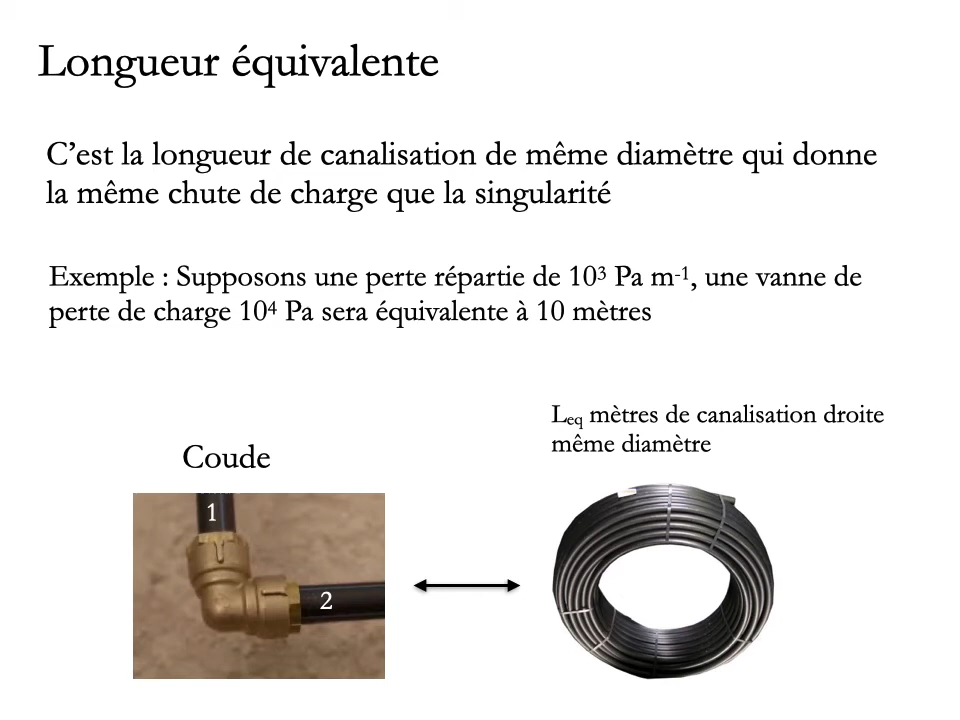 Longueur équivalente
C’est la longueur de canalisation de même diamètre qui donne
la même chute de charge que la singularité
Exemple : Supposons une perte répartie de 10³ Pa m⁻¹, une vanne de
perte de charge 10⁴ Pa sera équivalente à 10 mètres
L_eq mètres de canalisation droite
même diamètre
Coude
1
2